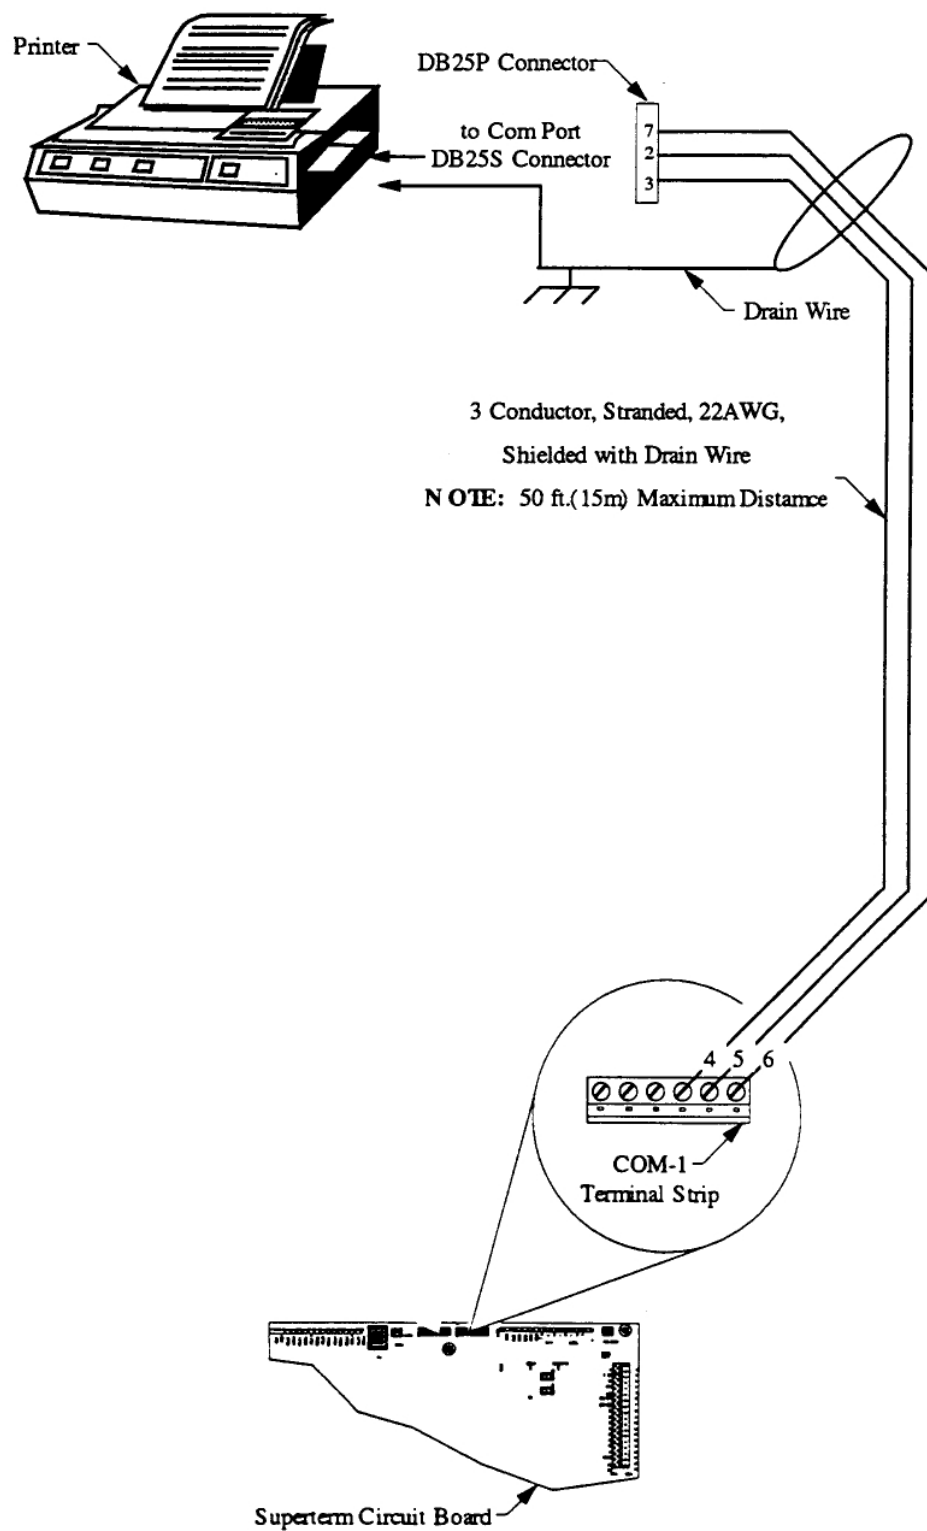 Printer
DB25P Connector
7
2
3
to Com Port
DB25S Connector
Drain Wire
3 Conductor, Stranded, 22AWG,
Shielded with Drain Wire
NOTE: 50 ft.(15m) Maximum Distamce
4 5 6
COM-1
Terminal Strip
Superterm Circuit Board